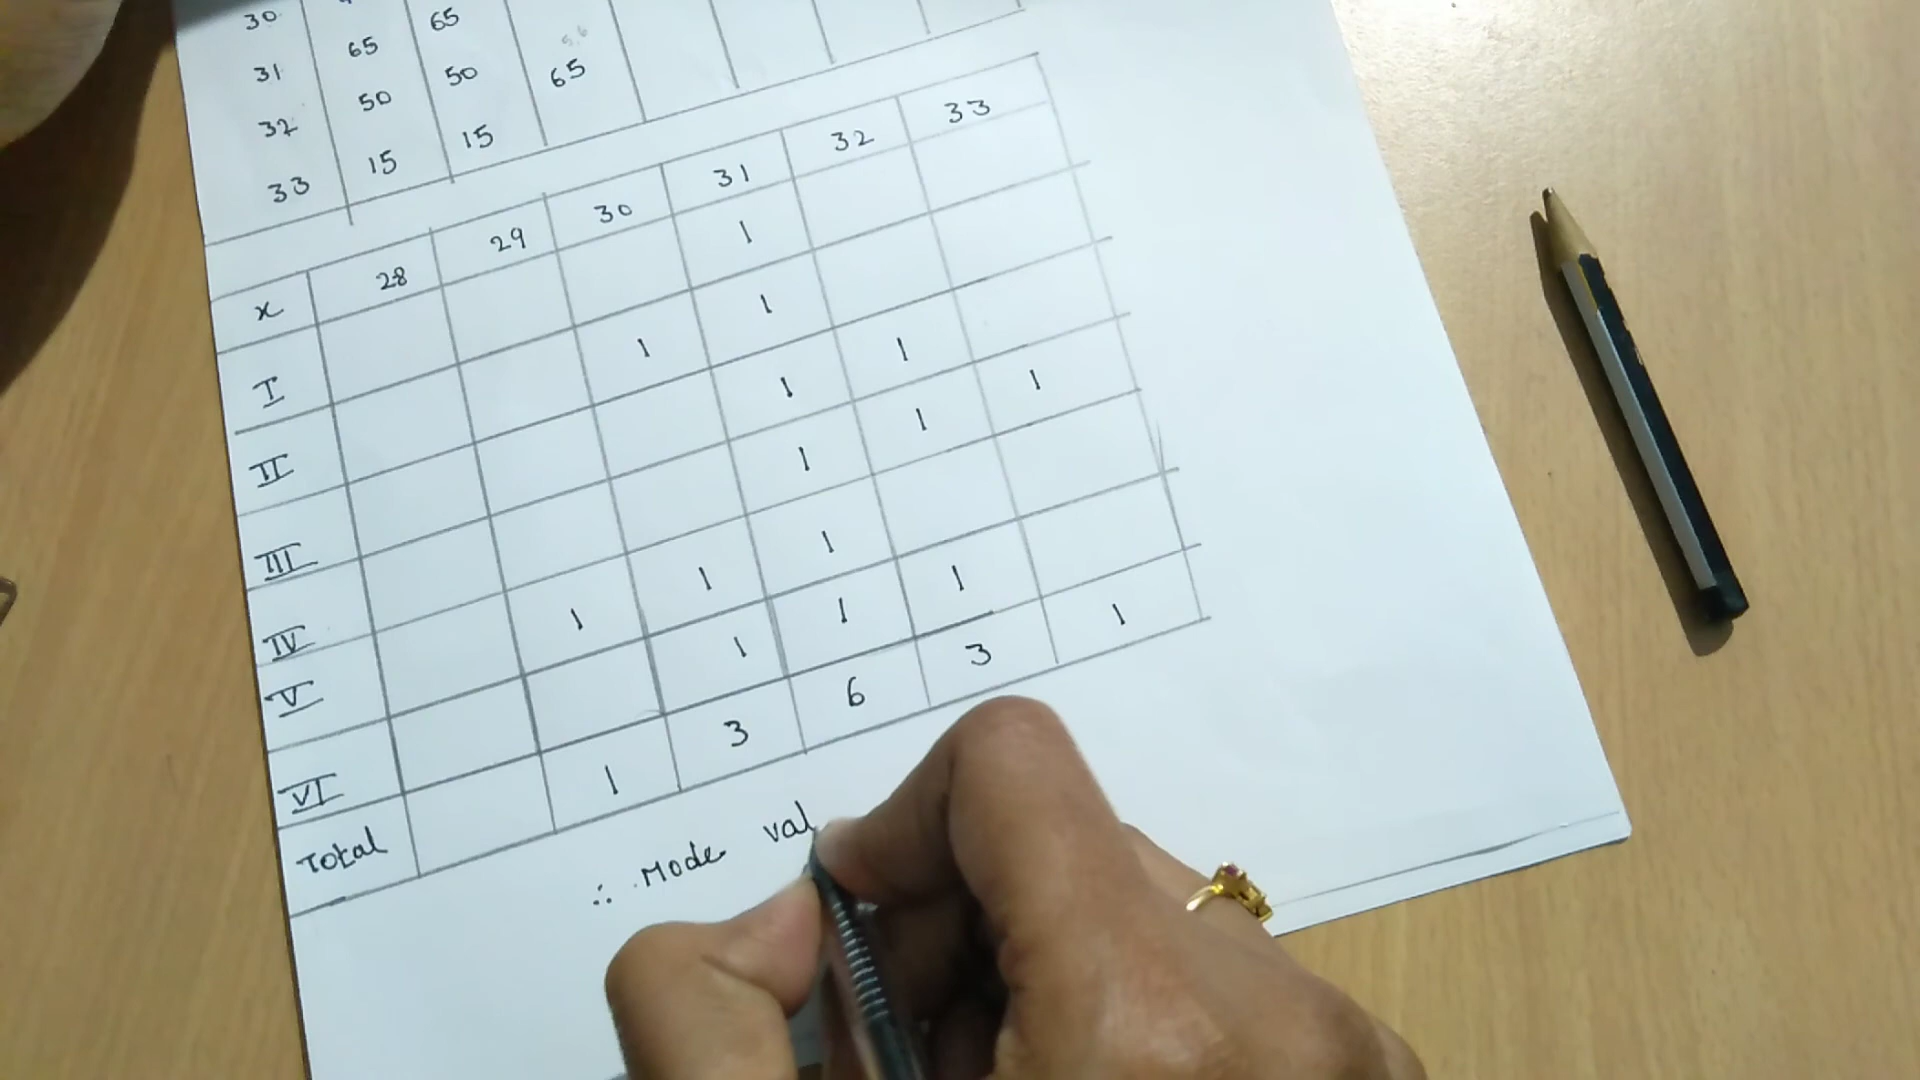 30 65
31 65
32 50 50 65
33 15 15
x 28 29 30 31 32 33
I 1
II 1 1
III 1 1
IV 1 1 1
V 1 1 1
VI 1 1 1
Total 1 3 6 3 1
∴ Mode val